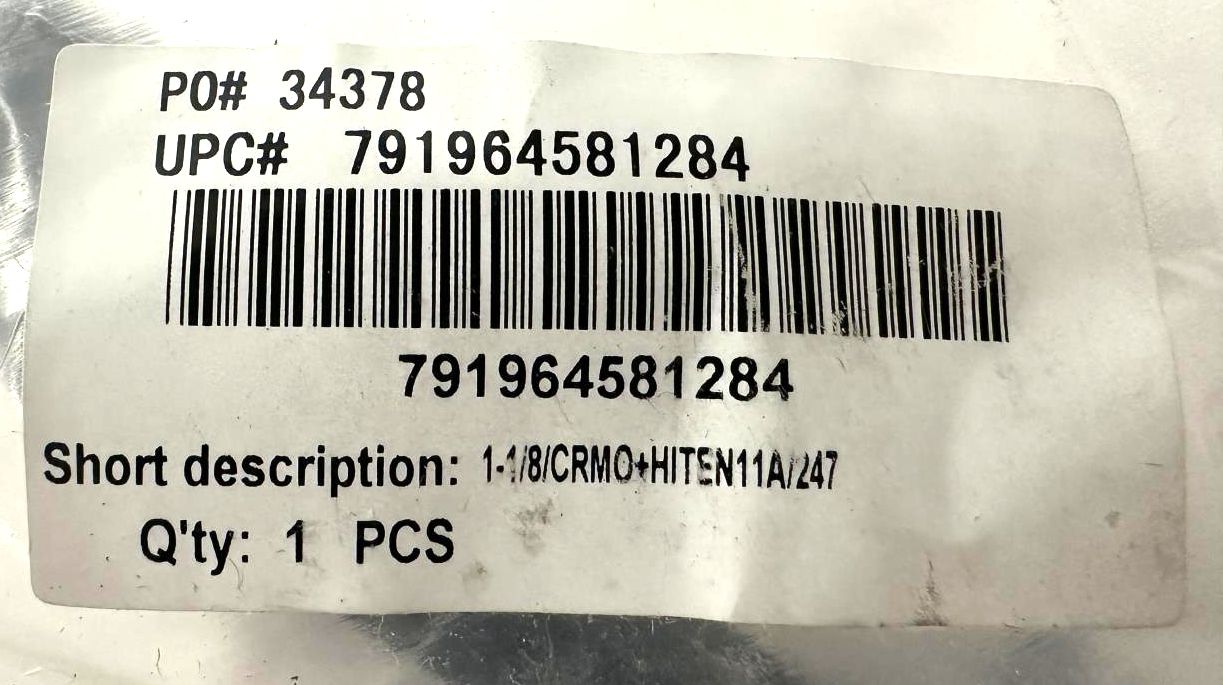 PO# 34378
UPC# 791964581284
791964581284
Short description: 1-1/8/CRMO+HITEN11A/247
Q'ty: 1 PCS